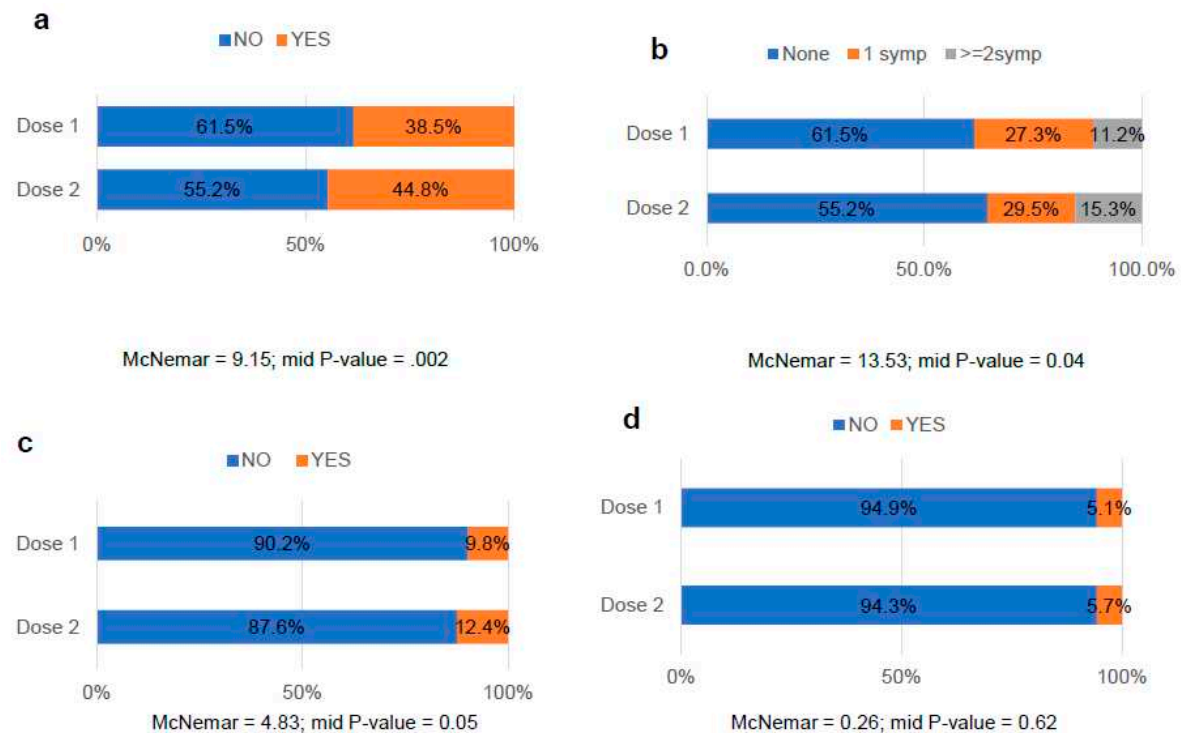 a
NO YES
Dose 1 61.5% 38.5%
Dose 2 55.2% 44.8%
0% 50% 100%
McNemar = 9.15; mid P-value = .002
b
None 1 symp >=2symp
Dose 1 61.5% 27.3% 11.2%
Dose 2 55.2% 29.5% 15.3%
0.0% 50.0% 100.0%
McNemar = 13.53; mid P-value = 0.04
c
NO YES
Dose 1 90.2% 9.8%
Dose 2 87.6% 12.4%
0% 50% 100%
McNemar = 4.83; mid P-value = 0.05
d
NO YES
Dose 1 94.9% 5.1%
Dose 2 94.3% 5.7%
0% 50% 100%
McNemar = 0.26; mid P-value = 0.62